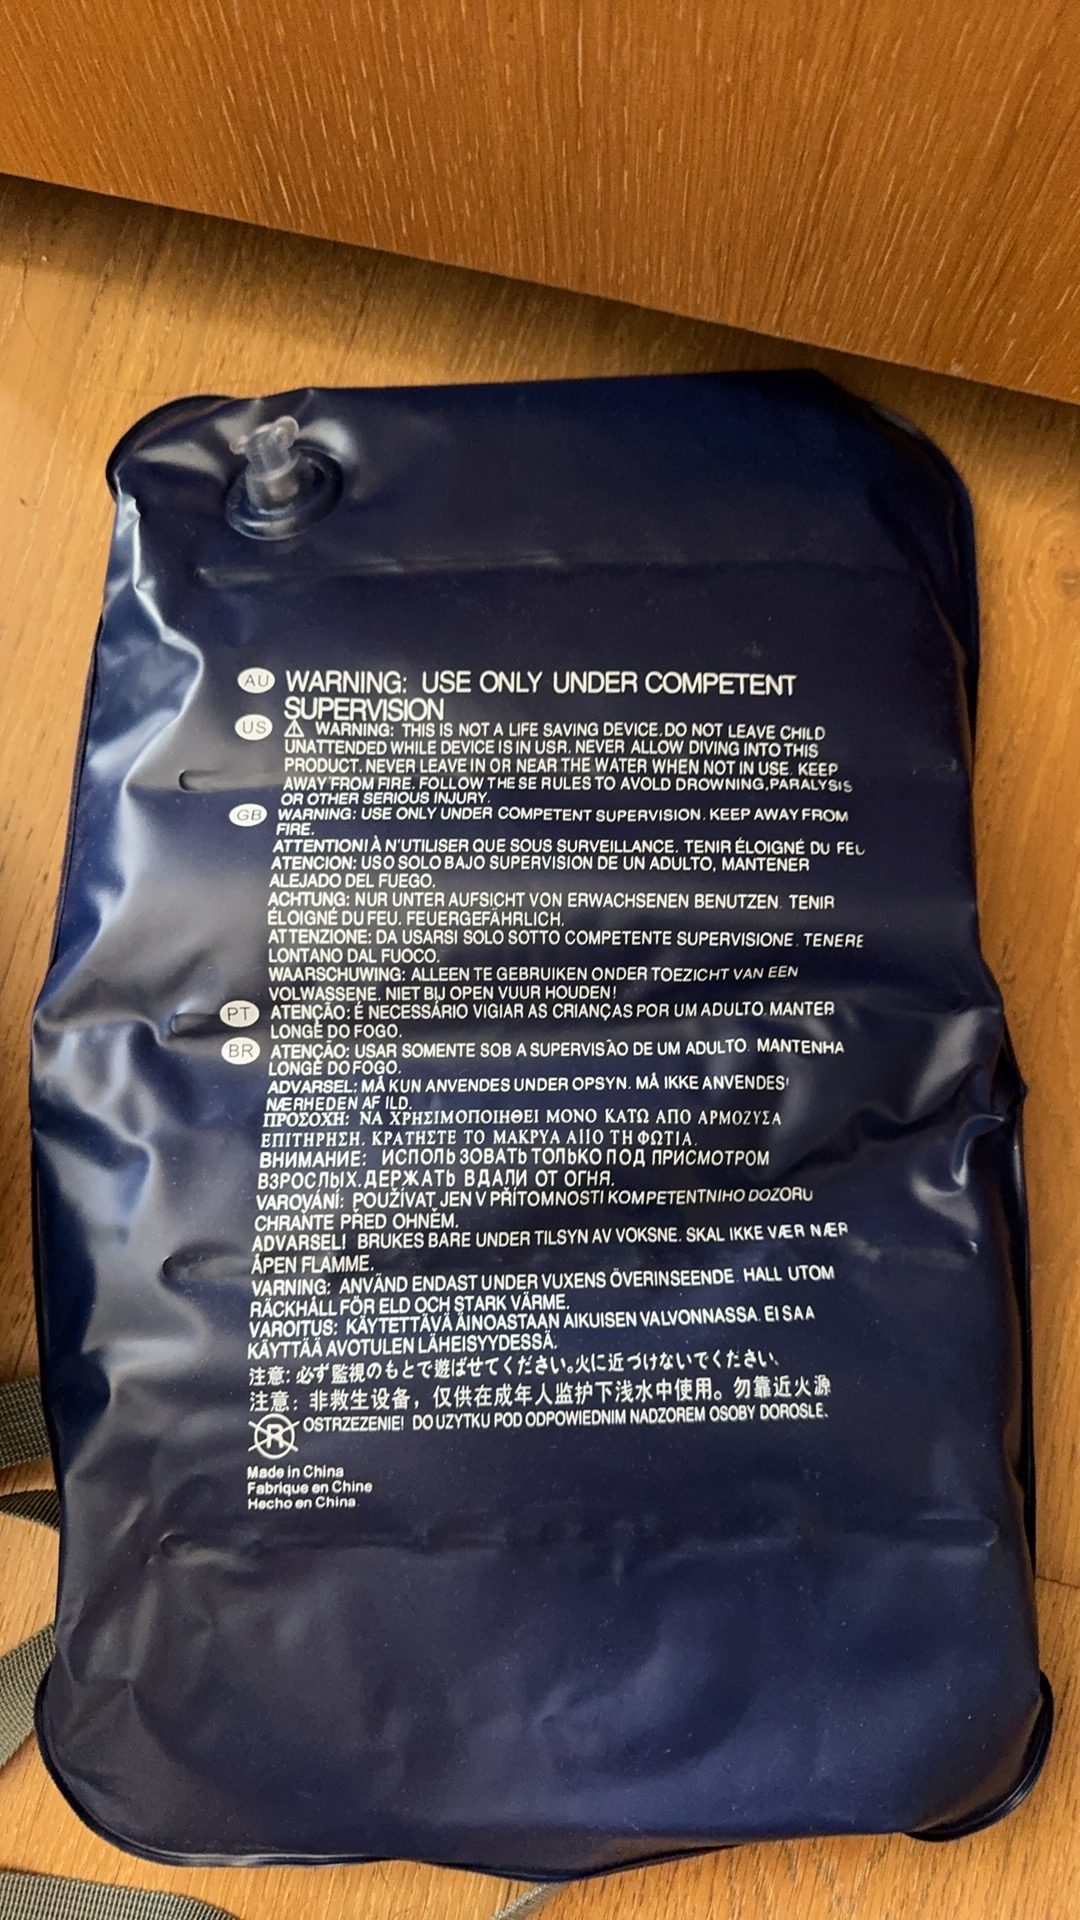 AU WARNING: USE ONLY UNDER COMPETENT
SUPERVISION
US ⚠ WARNING: THIS IS NOT A LIFE SAVING DEVICE.DO NOT LEAVE CHILD
UNATTENDED WHILE DEVICE IS IN USR. NEVER ALLOW DIVING INTO THIS
PRODUCT. NEVER LEAVE IN OR NEAR THE WATER WHEN NOT IN USE. KEEP
AWAY FROM FIRE. FOLLOW THE SE RULES TO AVOLD DROWNING,PARALYSIS
OR OTHER SERIOUS INJURY.
GB WARNING: USE ONLY UNDER COMPETENT SUPERVISION. KEEP AWAY FROM
FIRE.
ATTENTION! À N'UTILISER QUE SOUS SURVEILLANCE. TENIR ÉLOIGNÉ DU FEU
ATENCION: USO SOLO BAJO SUPERVISION DE UN ADULTO, MANTENER
ALEJADO DEL FUEGO.
ACHTUNG: NUR UNTER AUFSICHT VON ERWACHSENEN BENUTZEN. TENIR
ÉLOIGNÉ DU FEU. FEUERGEFÄHRLICH.
ATTENZIONE: DA USARSI SOLO SOTTO COMPETENTE SUPERVISIONE. TENERE
LONTANO DAL FUOCO.
WAARSCHUWING: ALLEEN TE GEBRUIKEN ONDER TOEZICHT VAN EEN
VOLWASSENE. NIET BIJ OPEN VUUR HOUDEN!
PT ATENÇÃO: É NECESSÁRIO VIGIAR AS CRIANÇAS POR UM ADULTO. MANTER
LONGE DO FOGO.
BR ATENÇÃO: USAR SOMENTE SOB A SUPERVISÃO DE UM ADULTO. MANTENHA
LONGE DO FOGO.
ADVARSEL: MÅ KUN ANVENDES UNDER OPSYN. MÅ IKKE ANVENDES I
NÆRHEDEN AF ILD.
ΠΡΟΣΟΧΗ: ΝΑ ΧΡΗΣΙΜΟΠΟΙΗΘΕΙ ΜΟΝΟ ΚΑΤΩ ΑΠΟ ΑΡΜΟΖΥΣΑ
ΕΠΙΤΗΡΗΣΗ. ΚΡΑΤΗΣΤΕ ΤΟ ΜΑΚΡΥΑ ΑΠΟ ΤΗ ΦΩΤΙΑ.
ВНИМАНИЕ: ИСПОЛЬЗОВАТЬ ТОЛЬКО ПОД ПРИСМОТРОМ
ВЗРОСЛЫХ.ДЕРЖАТЬ ВДАЛИ ОТ ОГНЯ.
VAROVÁNÍ: POUŽÍVAT JEN V PŘÍTOMNOSTI KOMPETENTNIHO DOZORU
CHRAŇTE PŘED OHNĚM.
ADVARSEL! BRUKES BARE UNDER TILSYN AV VOKSNE. SKAL IKKE VÆR NÆR
ÅPEN FLAMME.
VARNING: ANVÄND ENDAST UNDER VUXENS ÖVERINSEENDE. HALL UTOM
RÄCKHÅLL FÖR ELD OCH STARK VÄRME.
VAROITUS: KÄYTETTÄVÄ ÄINOASTAAN AIKUISEN VALVONNASSA. EI SAA
KÄYTTÄÄ AVOTULEN LÄHEISYYDESSÄ.
注意: 必ず監視のもとで遊ばせてください。火に近づけないでください。
注意：非救生设备，仅供在成年人监护下浅水中使用。勿靠近火源
R OSTRZEZENIE! DO UZYTKU POD ODPOWIEDNIM NADZOREM OSOBY DOROSLE.
Made in China
Fabrique en Chine
Hecho en China